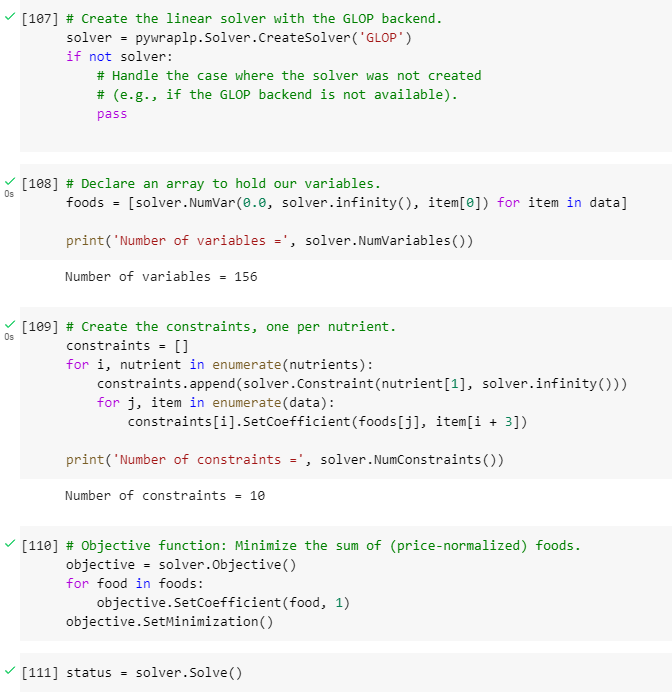 [107] # Create the linear solver with the GLOP backend.
solver = pywraplp.Solver.CreateSolver('GLOP')
if not solver:
# Handle the case where the solver was not created
# (e.g., if the GLOP backend is not available).
pass
[108] # Declare an array to hold our variables.
0s
foods = [solver.NumVar(0.0, solver.infinity(), item[0]) for item in data]
print('Number of variables =', solver.NumVariables())
Number of variables = 156
[109] # Create the constraints, one per nutrient.
0s
constraints = []
for i, nutrient in enumerate(nutrients):
constraints.append(solver.Constraint(nutrient[1], solver.infinity()))
for j, item in enumerate(data):
constraints[i].SetCoefficient(foods[j], item[i + 3])
print('Number of constraints =', solver.NumConstraints())
Number of constraints = 10
[110] # Objective function: Minimize the sum of (price-normalized) foods.
objective = solver.Objective()
for food in foods:
objective.SetCoefficient(food, 1)
objective.SetMinimization()
[111] status = solver.Solve()